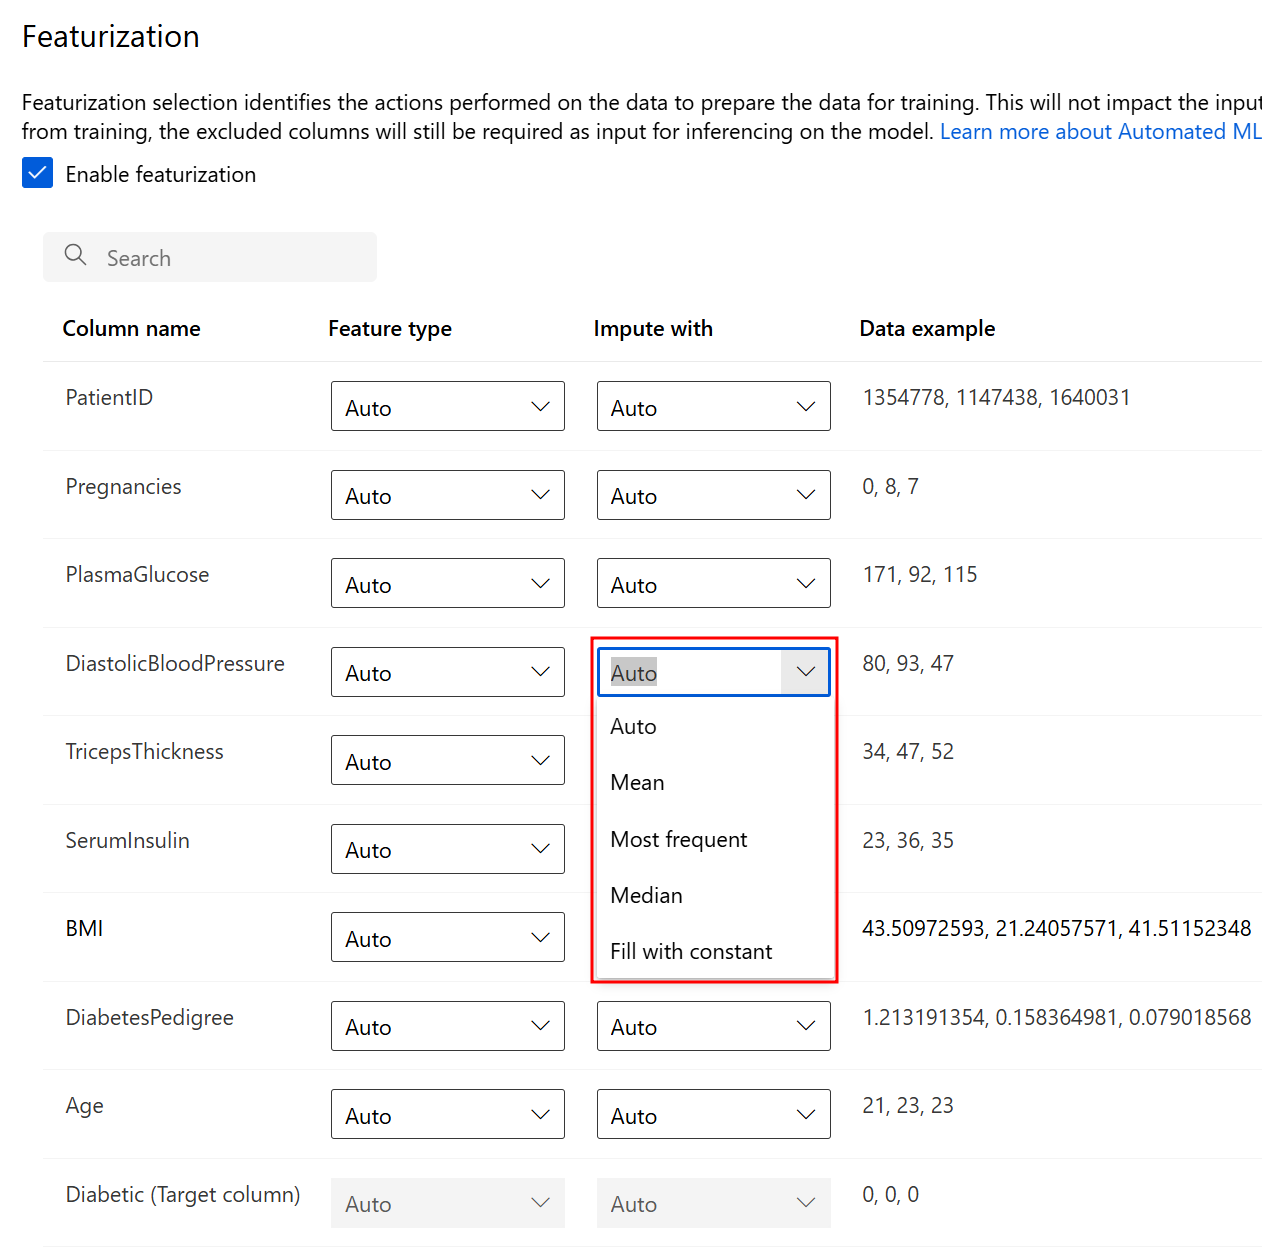 Featurization
Featurization selection identifies the actions performed on the data to prepare the data for training. This will not impact the input
from training, the excluded columns will still be required as input for inferencing on the model. Learn more about Automated ML
Enable featurization
Search
Column name Feature type Impute with Data example
PatientID Auto Auto 1354778, 1147438, 1640031
Pregnancies Auto Auto 0, 8, 7
PlasmaGlucose Auto Auto 171, 92, 115
DiastolicBloodPressure Auto Auto 80, 93, 47
Auto
TricepsThickness Auto 34, 47, 52
Mean
SerumInsulin Auto Most frequent 23, 36, 35
Median
BMI Auto 43.50972593, 21.24057571, 41.51152348
Fill with constant
DiabetesPedigree Auto Auto 1.213191354, 0.158364981, 0.079018568
Age Auto Auto 21, 23, 23
Diabetic (Target column) Auto Auto 0, 0, 0